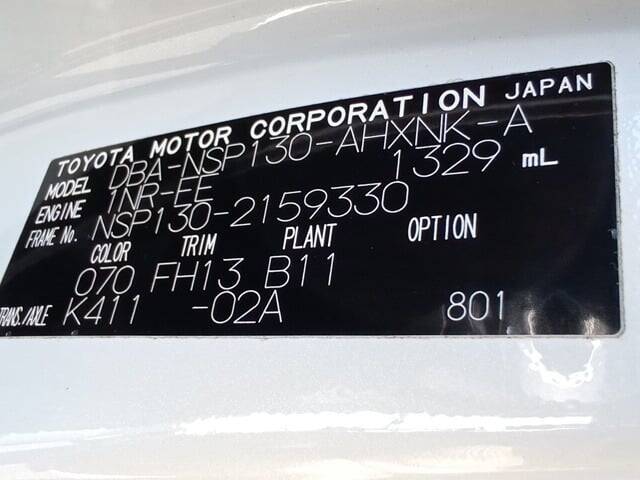 TOYOTA MOTOR CORPORATION JAPAN
MODEL DBA-NSP130-AHXNK-A
ENGINE 1NR-FE 1329 mL
FRAME No. NSP130-2159330
COLOR TRIM PLANT OPTION
070 FH13 B11
TRANS./AXLE K411 -02A 801